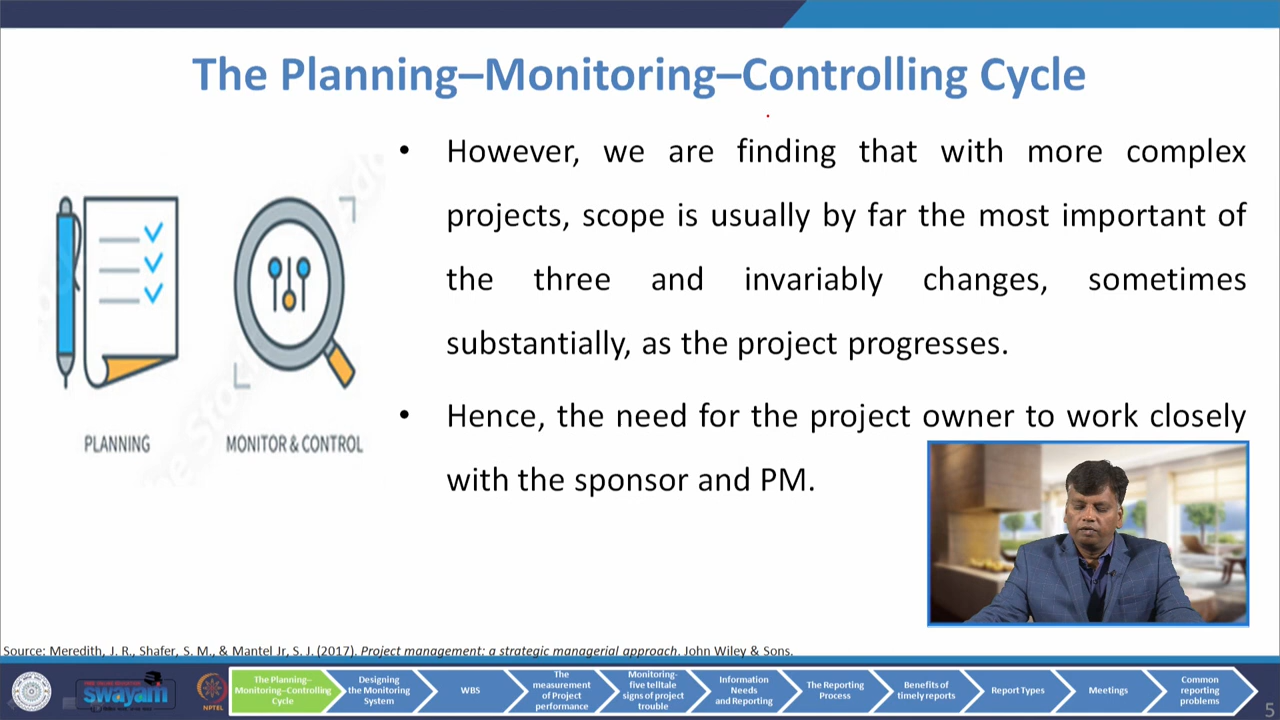 The Planning–Monitoring–Controlling Cycle
• However, we are finding that with more complex
projects, scope is usually by far the most important of
the three and invariably changes, sometimes
substantially, as the project progresses.
• Hence, the need for the project owner to work closely
with the sponsor and PM.
PLANNING
MONITOR & CONTROL
Source: Meredith, J. R., Shafer, S. M., & Mantel Jr, S. J. (2017). Project management: a strategic managerial approach. John Wiley & Sons.
swayam
NPTEL
The Planning–
Monitoring–Controlling
Cycle
Designing
the Monitoring
System
WBS
The
measurement
of Project
performance
Monitoring-
five telltale
signs of project
trouble
Information
Needs
and Reporting
The Reporting
Process
Benefits of
timely reports
Report Types
Meetings
Common
reporting
problems
5